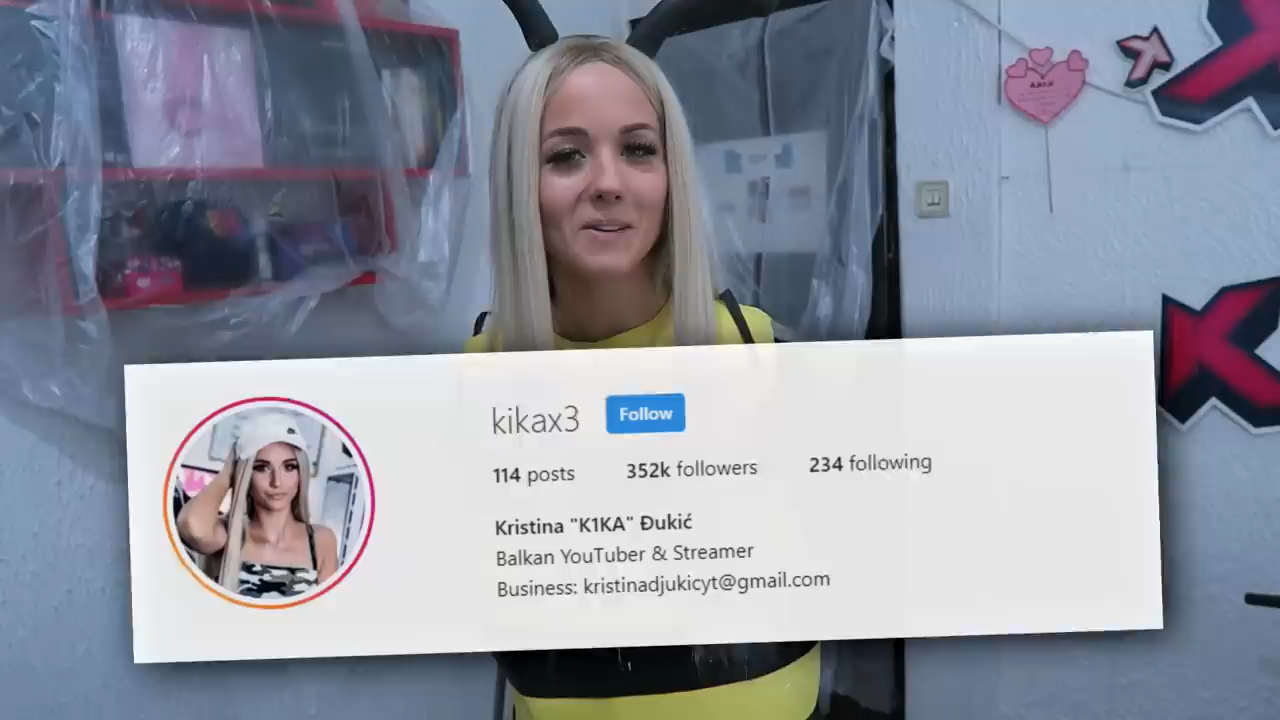 kikax3 Follow
114 posts 352k followers 234 following
Kristina "K1KA" Đukić
Balkan YouTuber & Streamer
Business: kristinadjukicyt@gmail.com